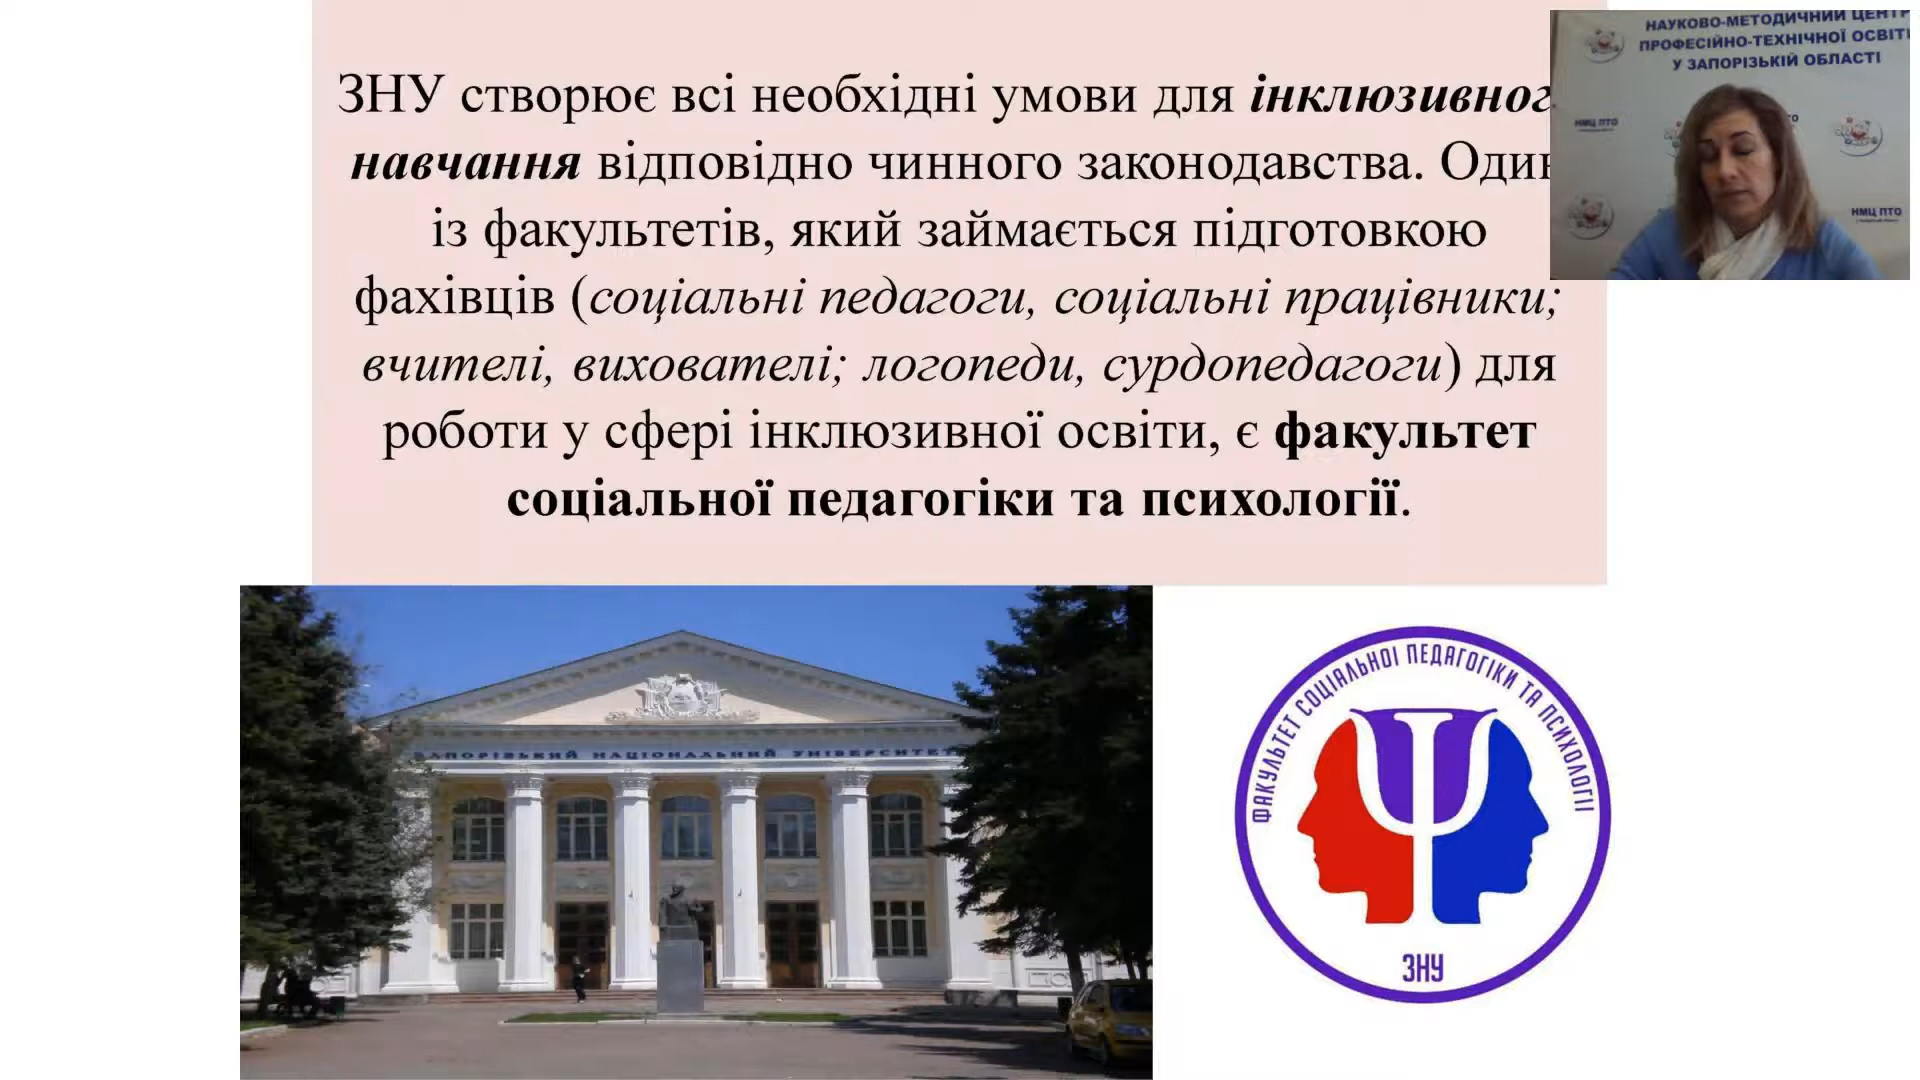 ЗНУ створює всі необхідні умови для інклюзивног
навчання відповідно чинного законодавства. Один
із факультетів, який займається підготовкою
фахівців (соціальні педагоги, соціальні працівники;
вчителі, вихователі; логопеди, сурдопедагоги) для
роботи у сфері інклюзивної освіти, є факультет
соціальної педагогіки та психології.
НАУКОВО-МЕТОДИЧНИЙ ЦЕНТР
ПРОФЕСІЙНО-ТЕХНІЧНОЇ ОСВІТИ
У ЗАПОРІЗЬКІЙ ОБЛАСТІ
НМЦ ПТО
НМЦ ПТО
ЗАПОРІЗЬКИЙ НАЦІОНАЛЬНИЙ УНІВЕРСИТЕТ
ФАКУЛЬТЕТ СОЦІАЛЬНОЇ ПЕДАГОГІКИ ТА ПСИХОЛОГІЇ
ЗНУ